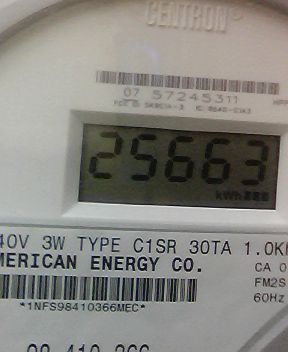 CENTRON®
07 57245311
25663
kWh
40V 3W TYPE C1SR 30TA 1.0K
MERICAN ENERGY CO.
CA 0
FM2S
60Hz
*1NFS98410366MEC*